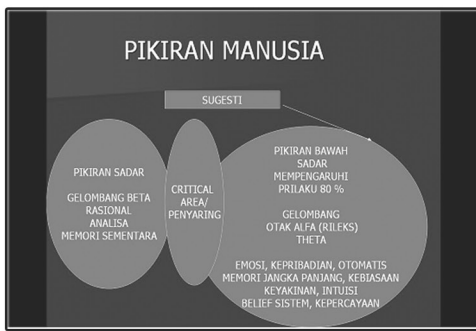 PIKIRAN MANUSIA
SUGESTI
PIKIRAN SADAR
GELOMBANG BETA
RASIONAL
ANALISA
MEMORI SEMENTARA
CRITICAL
AREA/
PENYARING
PIKIRAN BAWAH
SADAR
MEMPENGARUHI
PRILAKU 80 %
GELOMBANG
OTAK ALFA (RILEKS)
THETA
EMOSI, KEPRIBADIAN, OTOMATIS
MEMORI JANGKA PANJANG, KEBIASAAN
KEYAKINAN, INTUISI
BELIEF SISTEM, KEPERCAYAAN